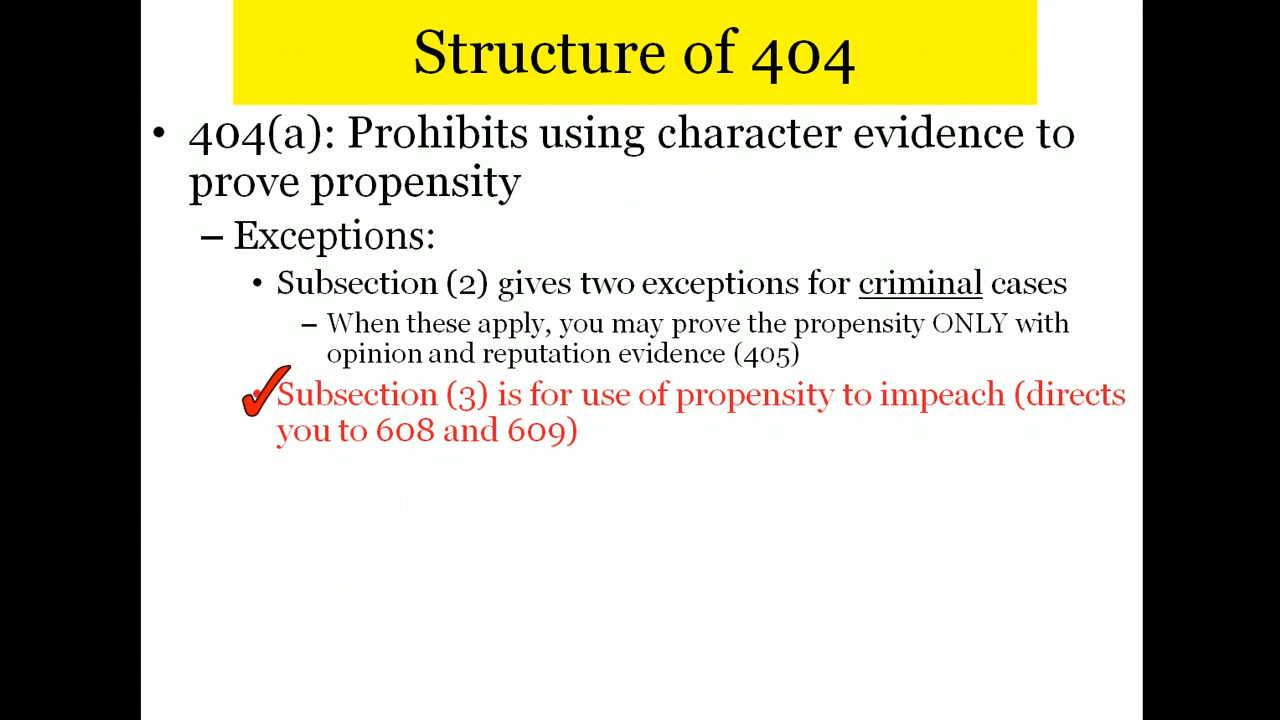 Structure of 404
• 404(a): Prohibits using character evidence to
prove propensity
– Exceptions:
• Subsection (2) gives two exceptions for criminal cases
– When these apply, you may prove the propensity ONLY with
opinion and reputation evidence (405)
• Subsection (3) is for use of propensity to impeach (directs
you to 608 and 609)